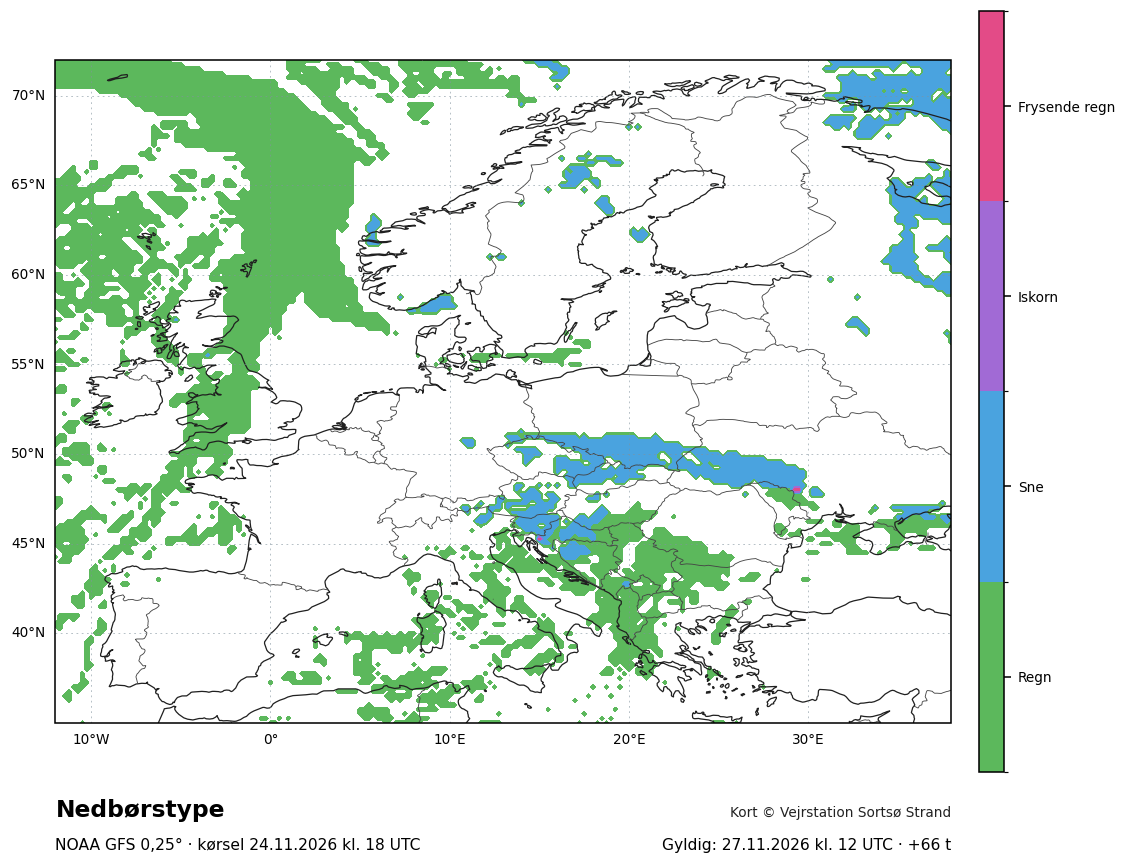 70°N
65°N
60°N
55°N
50°N
45°N
40°N
10°W
0°
10°E
20°E
30°E
Frysende regn
Iskorn
Sne
Regn
Nedbørstype
Kort © Vejrstation Sortsø Strand
NOAA GFS 0,25° · kørsel 24.11.2026 kl. 18 UTC
Gyldig: 27.11.2026 kl. 12 UTC · +66 t